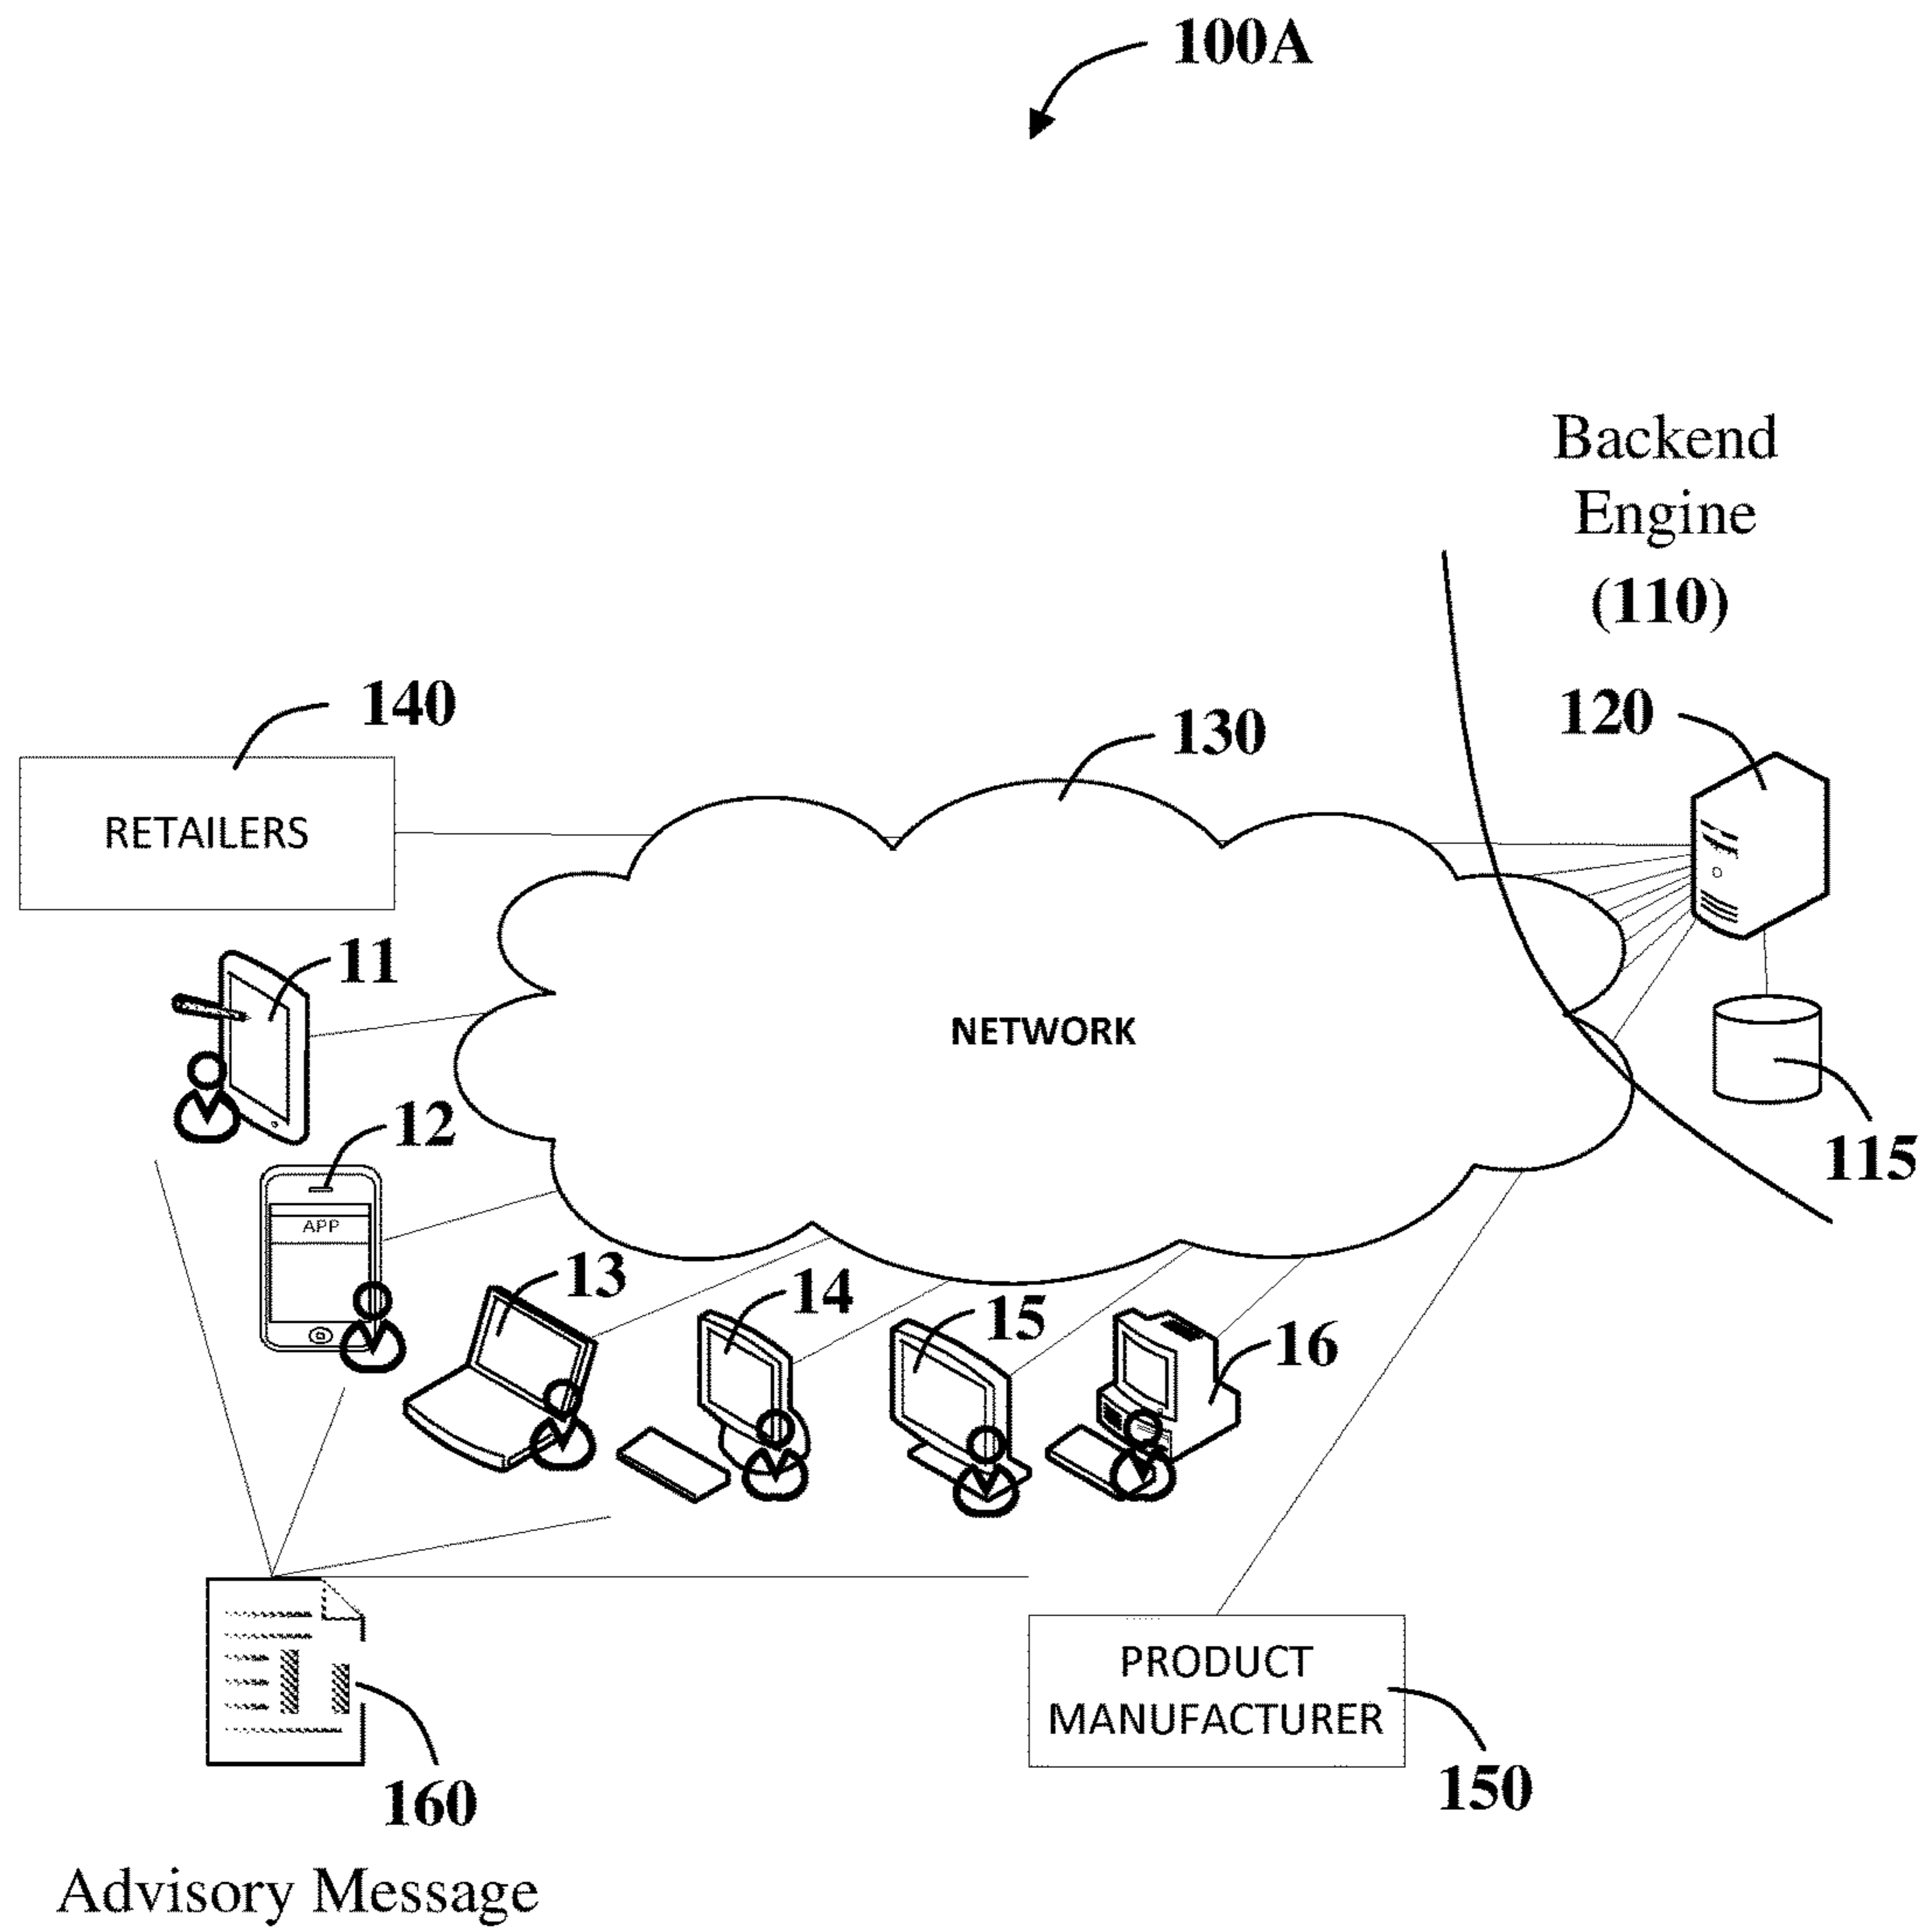 100A
Backend
Engine
(110)
140
130
120
RETAILERS
11
NETWORK
12
115
APP
13
14
15
16
PRODUCT
MANUFACTURER
160
150
Advisory Message